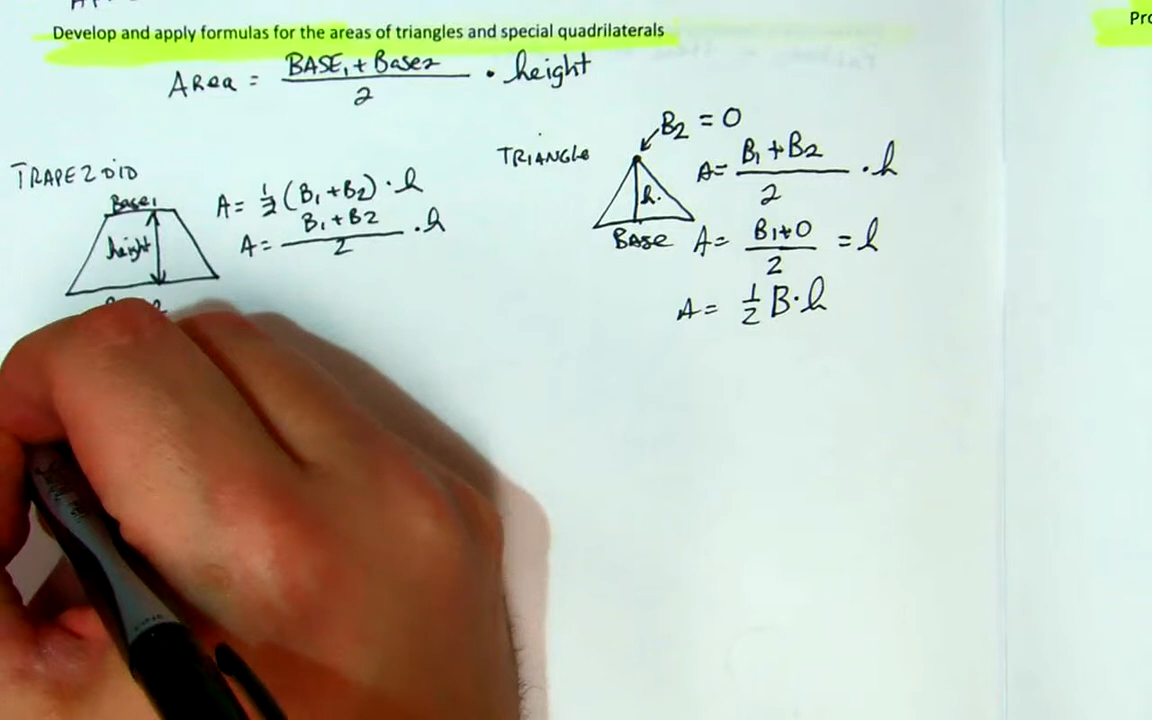 Develop and apply formulas for the areas of triangles and special quadrilaterals
Pro
AREA = BASE1 + Base2 / 2 · height
TRAPEZOID
Base1
height
A = 1/2 (B1 + B2) · h
A = B1 + B2 / 2 · h
TRIANGLE
B2 = 0
h.
BASE
A = B1 + B2 / 2 · h
A = B1 + 0 / 2 = h
A = 1/2 B · h